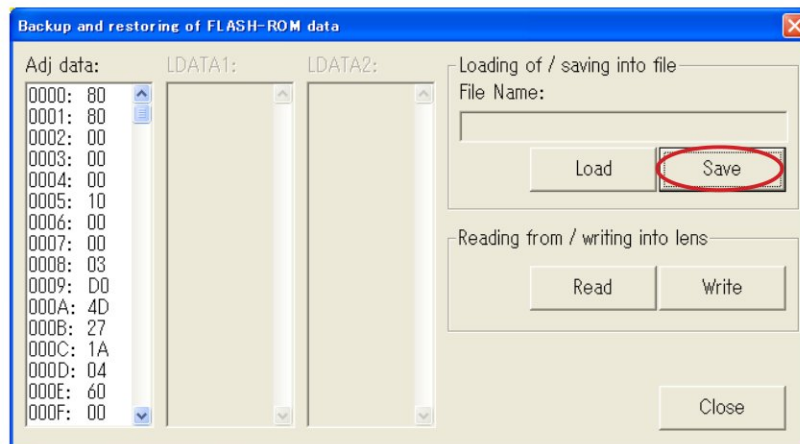 Backup and restoring of FLASH-ROM data
Adj data:
0000: 80
0001: 80
0002: 00
0003: 00
0004: 00
0005: 10
0006: 00
0007: 00
0008: 03
0009: D0
000A: 4D
000B: 27
000C: 1A
000D: 04
000E: 60
000F: 00
LDATA1:
LDATA2:
Loading of / saving into file
File Name:
Load
Save
Reading from / writing into lens
Read
Write
Close